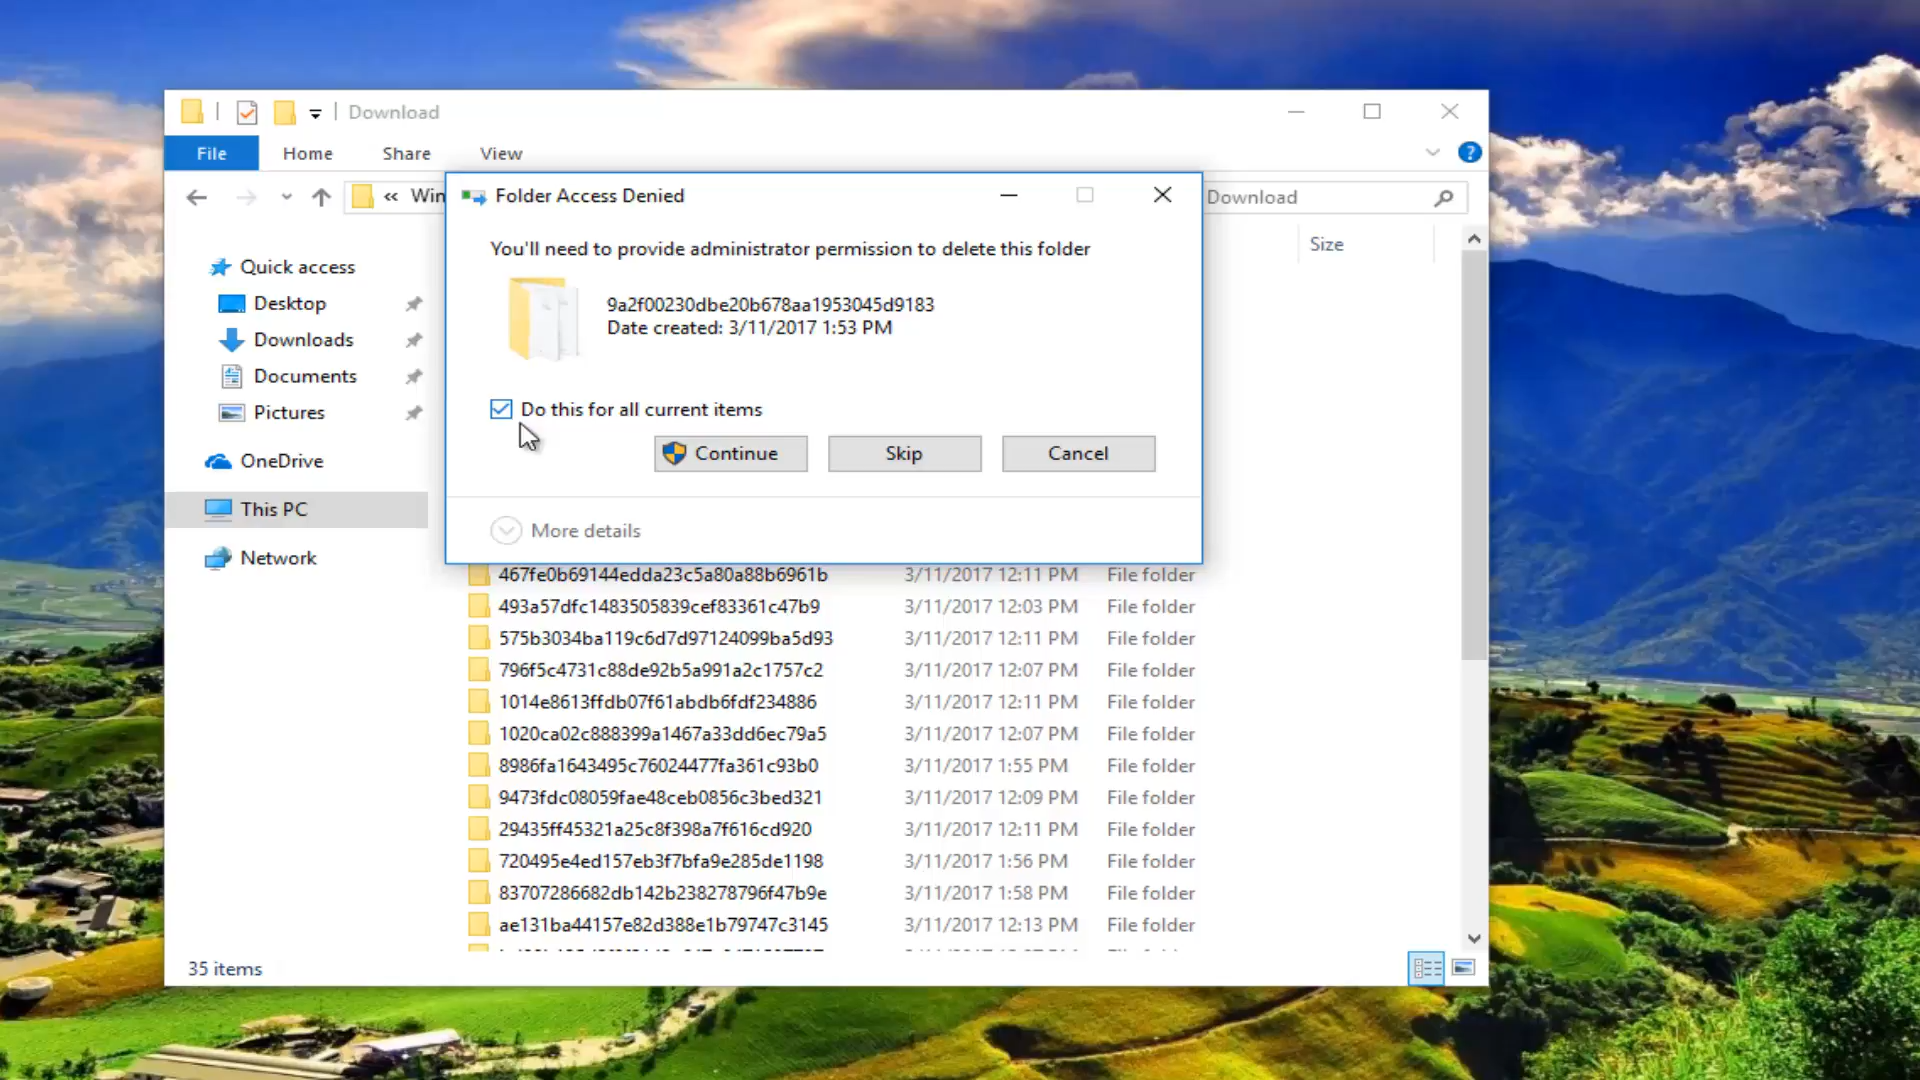 Download
File Home Share View
« Win
Download
Folder Access Denied
You'll need to provide administrator permission to delete this folder
9a2f00230dbe20b678aa1953045d9183
Date created: 3/11/2017 1:53 PM
Do this for all current items
Continue Skip Cancel
More details
Size
Quick access
Desktop
Downloads
Documents
Pictures
OneDrive
This PC
Network
467fe0b69144edda23c5a80a88b6961b 3/11/2017 12:11 PM File folder
493a57dfc1483505839cef83361c47b9 3/11/2017 12:03 PM File folder
575b3034ba119c6d7d97124099ba5d93 3/11/2017 12:11 PM File folder
796f5c4731c88de92b5a991a2c1757c2 3/11/2017 12:07 PM File folder
1014e8613ffdb07f61abdb6fdf234886 3/11/2017 12:11 PM File folder
1020ca02c888399a1467a33dd6ec79a5 3/11/2017 12:07 PM File folder
8986fa1643495c76024477fa361c93b0 3/11/2017 1:55 PM File folder
9473fdc08059fae48ceb0856c3bed321 3/11/2017 12:09 PM File folder
29435ff45321a25c8f398a7f616cd920 3/11/2017 12:11 PM File folder
720495e4ed157eb3f7bfa9e285de1198 3/11/2017 1:56 PM File folder
83707286682db142b238278796f47b9e 3/11/2017 1:58 PM File folder
ae131ba44157e82d388e1b79747c3145 3/11/2017 12:13 PM File folder
35 items